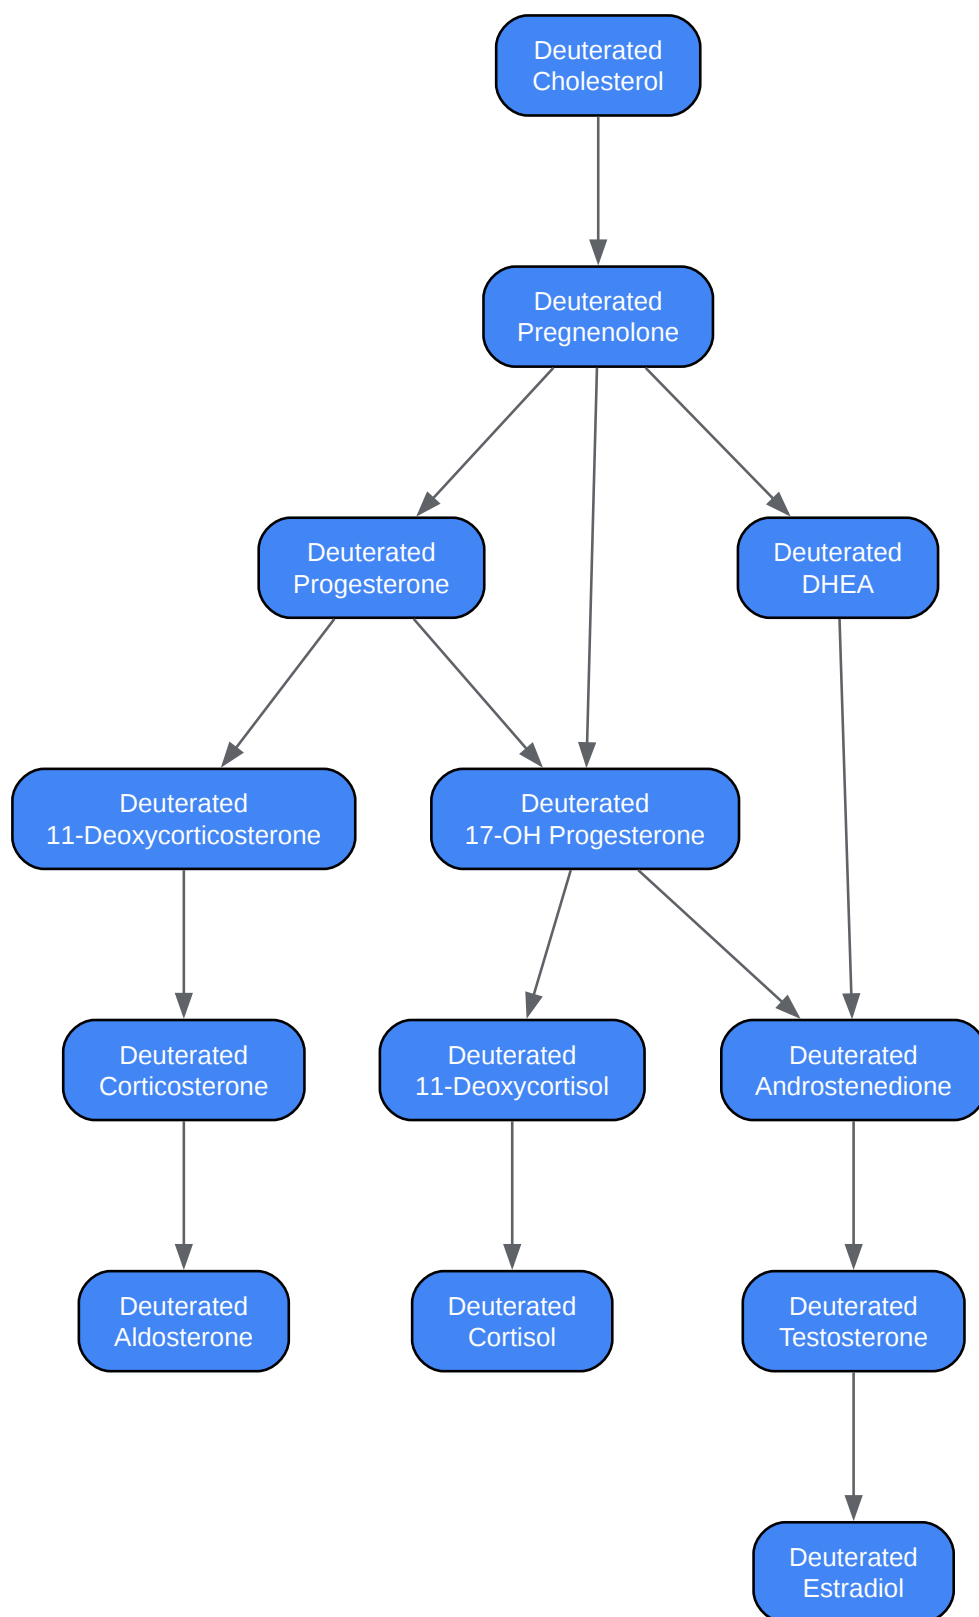 Deuterated
Cholesterol
Deuterated
Pregnenolone
Deuterated
Progesterone
Deuterated
DHEA
Deuterated
11-Deoxycorticosterone
Deuterated
17-OH Progesterone
Deuterated
Corticosterone
Deuterated
11-Deoxycortisol
Deuterated
Androstenedione
Deuterated
Aldosterone
Deuterated
Cortisol
Deuterated
Testosterone
Deuterated
Estradiol